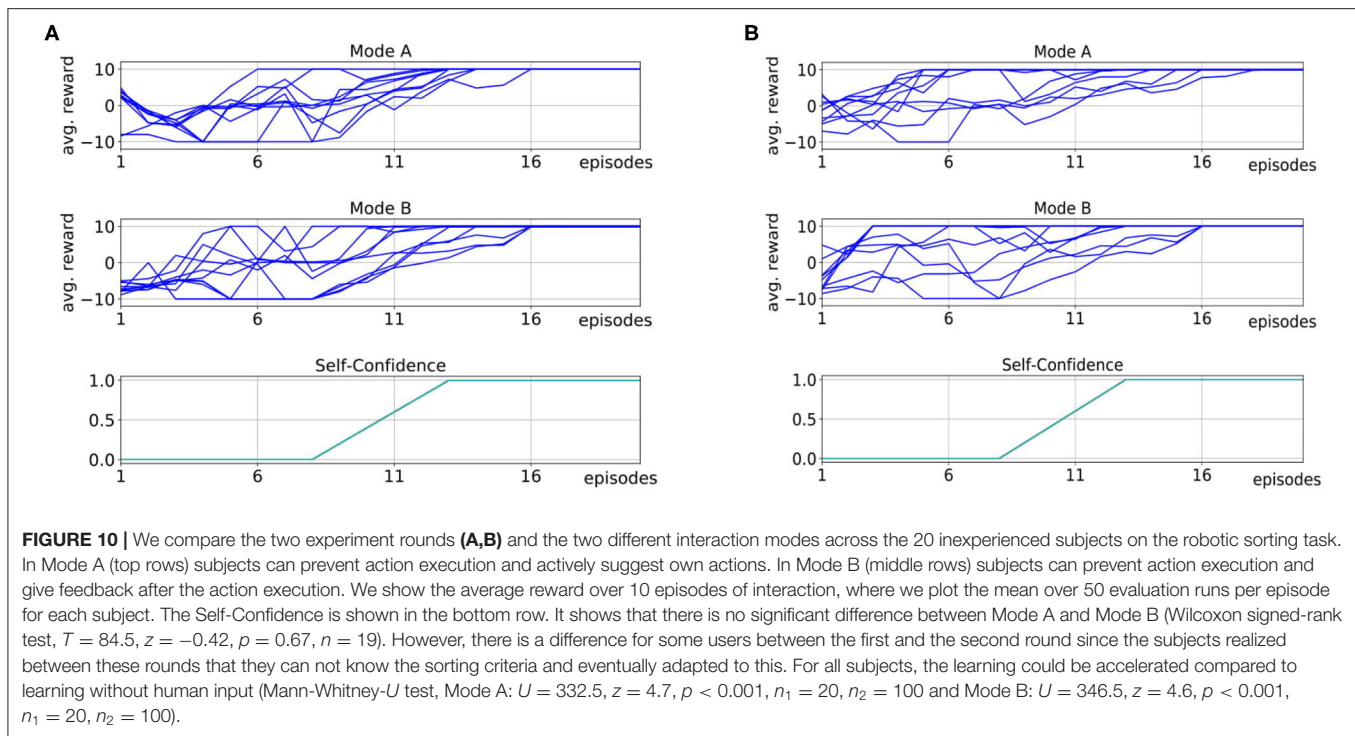 A
Mode A
avg. reward
10
0
−10
1
6
11
16
episodes
Mode B
avg. reward
10
0
−10
1
6
11
16
episodes
Self-Confidence
1.0
0.5
0.0
1
6
11
16
episodes
B
Mode A
avg. reward
10
0
−10
1
6
11
16
episodes
Mode B
avg. reward
10
0
−10
1
6
11
16
episodes
Self-Confidence
1.0
0.5
0.0
1
6
11
16
episodes
FIGURE 10 | We compare the two experiment rounds (A,B) and the two different interaction modes across the 20 inexperienced subjects on the robotic sorting task.
In Mode A (top rows) subjects can prevent action execution and actively suggest own actions. In Mode B (middle rows) subjects can prevent action execution and
give feedback after the action execution. We show the average reward over 10 episodes of interaction, where we plot the mean over 50 evaluation runs per episode
for each subject. The Self-Confidence is shown in the bottom row. It shows that there is no significant difference between Mode A and Mode B (Wilcoxon signed-rank
test, T = 84.5, z = −0.42, p = 0.67, n = 19). However, there is a difference for some users between the first and the second round since the subjects realized
between these rounds that they can not know the sorting criteria and eventually adapted to this. For all subjects, the learning could be accelerated compared to
learning without human input (Mann-Whitney-U test, Mode A: U = 332.5, z = 4.7, p < 0.001, n₁ = 20, n₂ = 100 and Mode B: U = 346.5, z = 4.6, p < 0.001,
n₁ = 20, n₂ = 100).